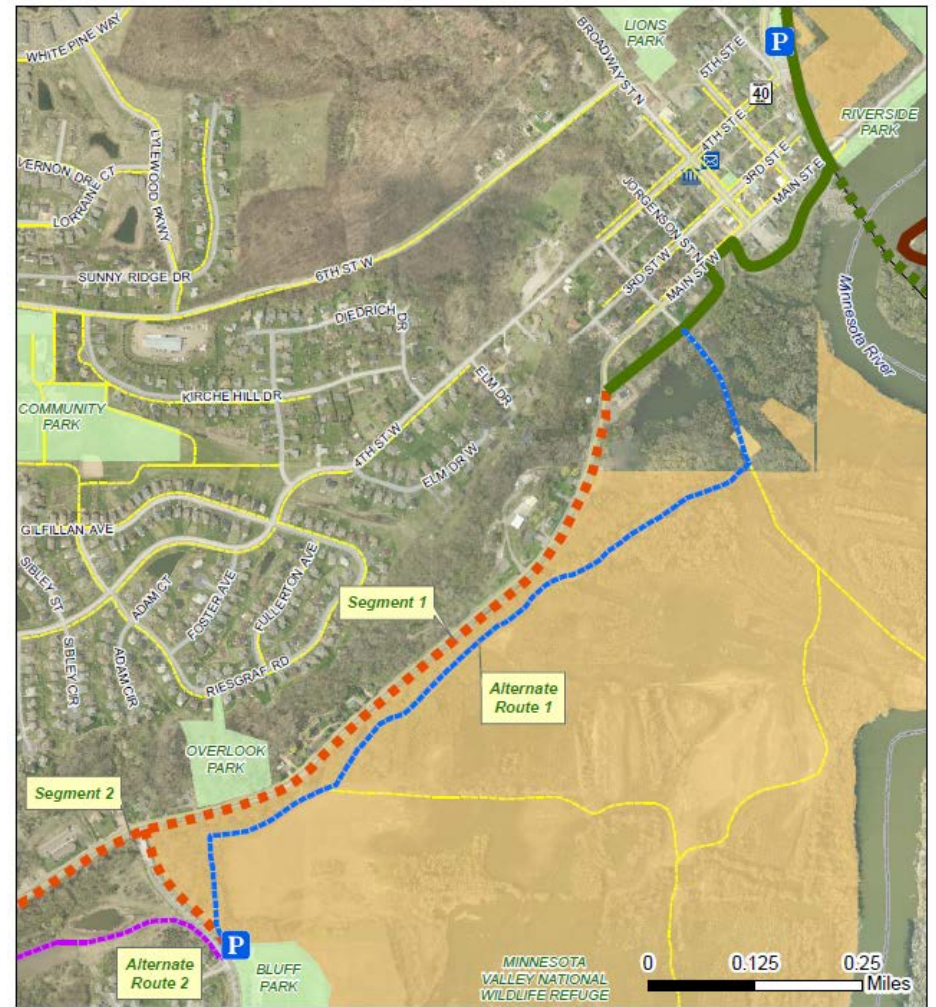 WHITE PINE WAY
LIONS
PARK
P
BROADWAY ST N
5TH ST E
COUNTY
40
RIVERSIDE
PARK
4TH ST E
3RD ST E
MAIN ST E
VERNON DR
LORRAINE CT
LYLEWOOD PKWY
JORGENSON ST N
SUNNY RIDGE DR
6TH ST W
3RD ST W
MAIN ST W
Minnesota River
DIEDRICH DR
KIRCHE HILL DR
ELM DR
COMMUNITY
PARK
4TH ST W
ELM DR W
GILFILLAN AVE
SIBLEY ST
ADAM CT
FOSTER AVE
FULLERTON AVE
Segment 1
SIBLEY CIR
ADAM CIR
RIESGRAF RD
Alternate
Route 1
OVERLOOK
PARK
Segment 2
P
Alternate
Route 2
BLUFF
PARK
MINNESOTA
VALLEY NATIONAL
WILDLIFE REFUGE
0 0.125 0.25
Miles